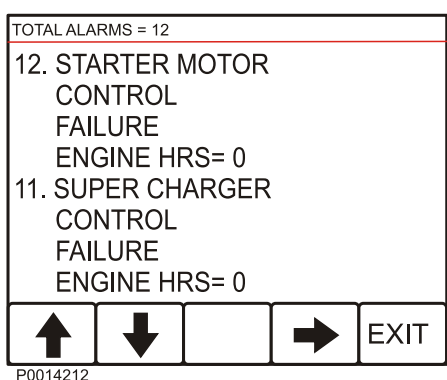 TOTAL ALARMS = 12
12. STARTER MOTOR
CONTROL
FAILURE
ENGINE HRS= 0
11. SUPER CHARGER
CONTROL
FAILURE
ENGINE HRS= 0
EXIT
P0014212